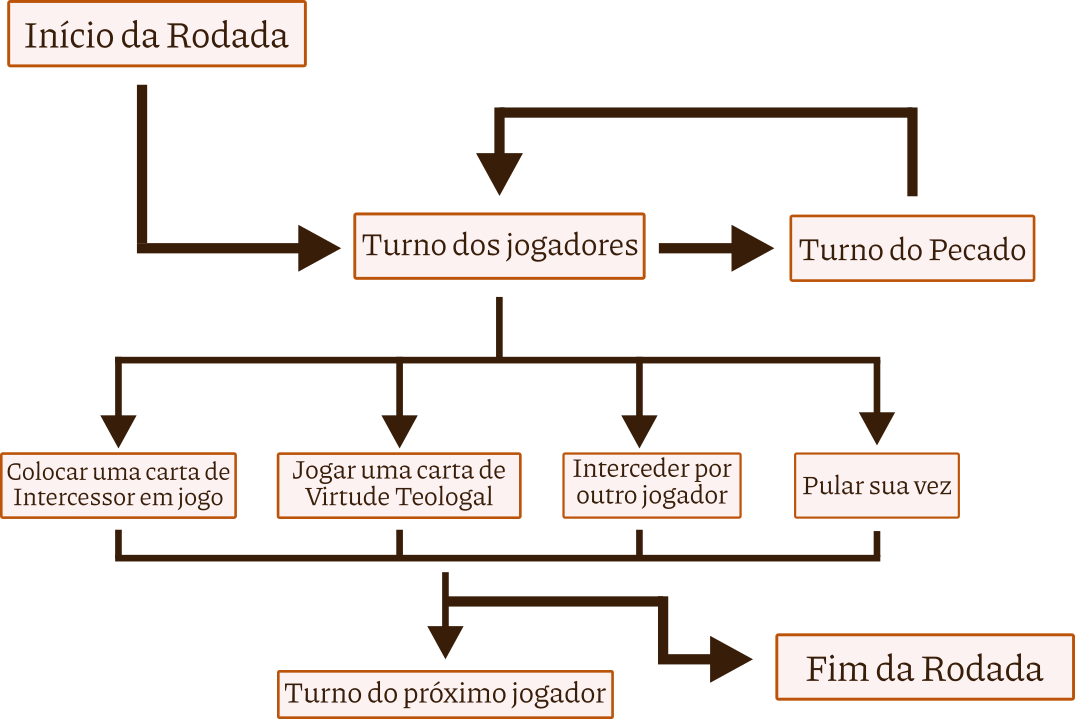 Início da Rodada
Turno dos jogadores
Turno do Pecado
Colocar uma carta de
Intercessor em jogo
Jogar uma carta de
Virtude Teologal
Interceder por
outro jogador
Pular sua vez
Turno do próximo jogador
Fim da Rodada